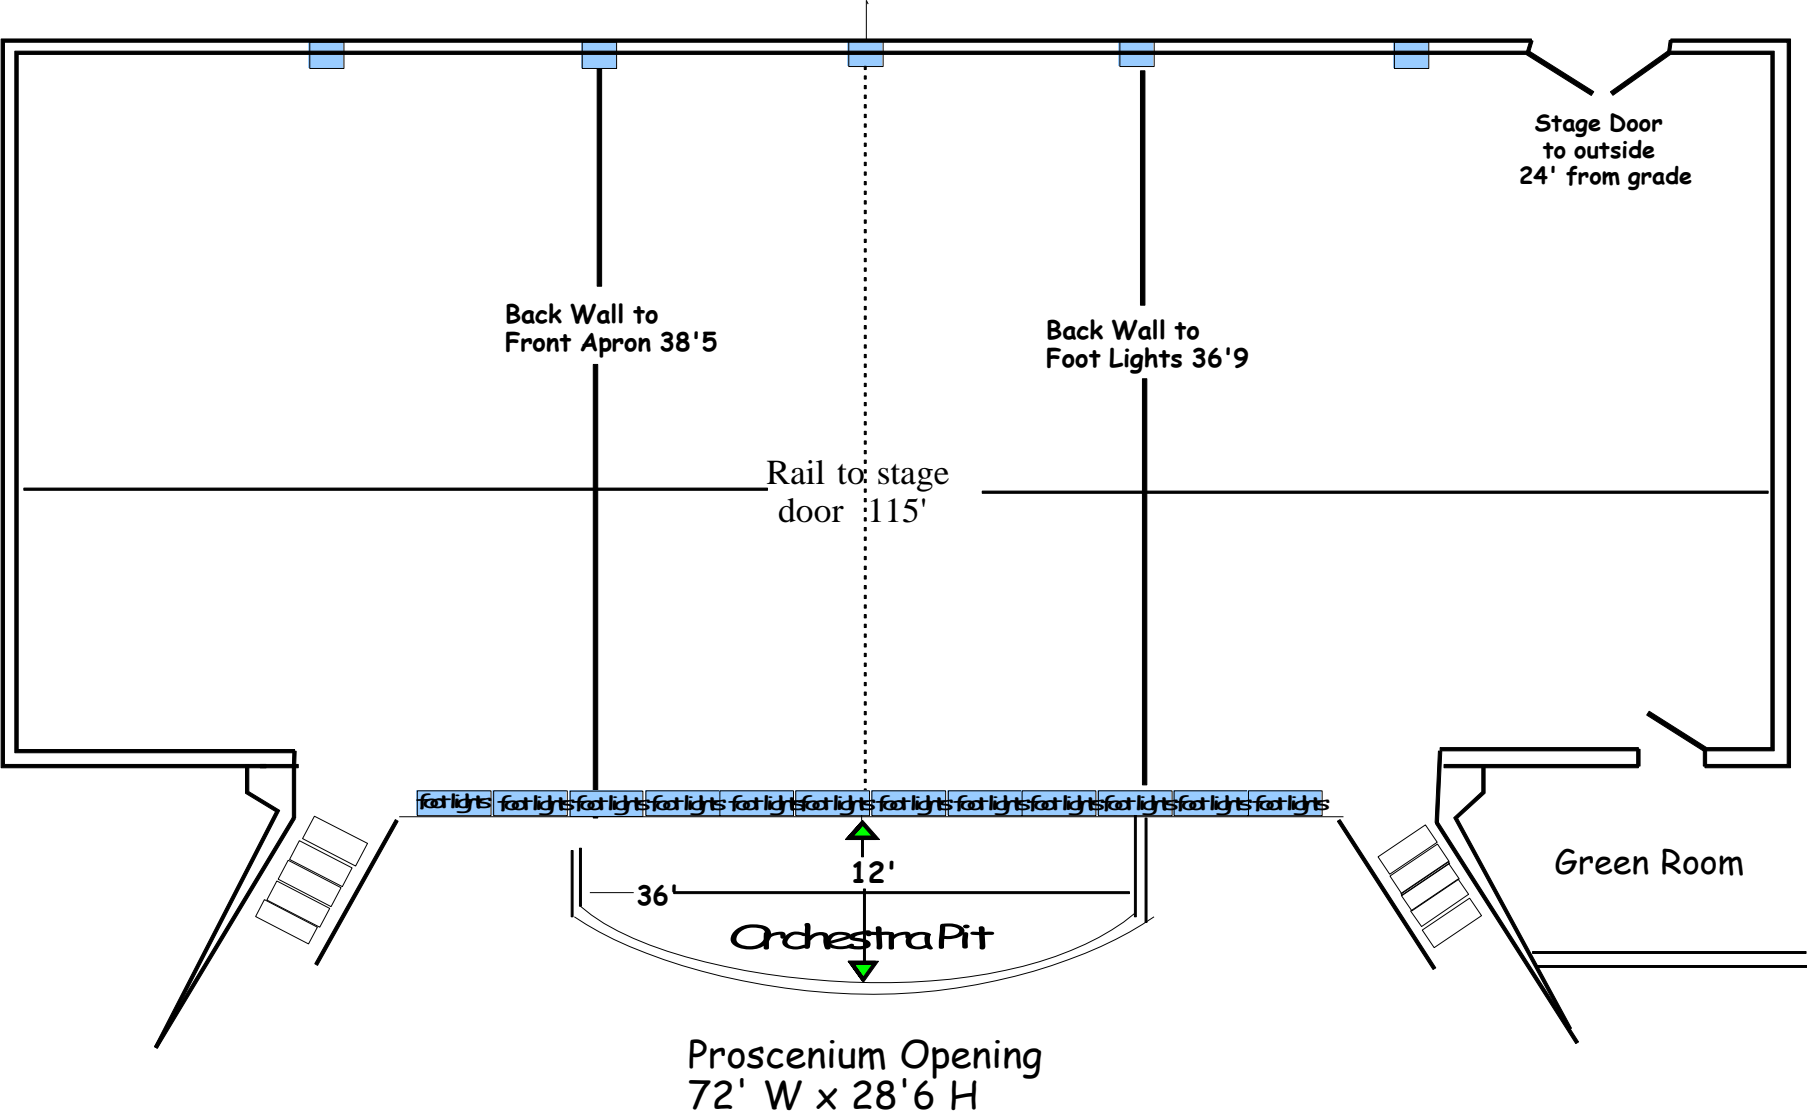 Stage Door
to outside
24' from grade
Back Wall to
Front Apron 38'5
Back Wall to
Foot Lights 36'9
Rail to stage
door 115'
foot lights foot lights foot lights foot lights foot lights foot lights foot lights foot lights foot lights foot lights foot lights foot lights
12'
36'
Orchestra Pit
Green Room
Proscenium Opening
72' W x 28'6 H